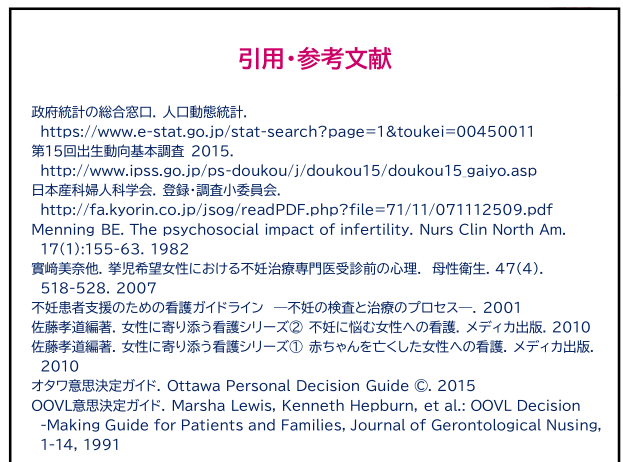 引用・参考文献
政府統計の総合窓口. 人口動態統計.
https://www.e-stat.go.jp/stat-search?page=1&toukei=00450011
第15回出生動向基本調査 2015.
http://www.ipss.go.jp/ps-doukou/j/doukou15/doukou15_gaiyo.asp
日本産科婦人科学会. 登録・調査小委員会.
http://fa.kyorin.co.jp/jsog/readPDF.php?file=71/11/071112509.pdf
Menning BE. The psychosocial impact of infertility. Nurs Clin North Am.
17(1):155-63. 1982
實﨑美奈他. 挙児希望女性における不妊治療専門医受診前の心理. 母性衛生. 47(4).
518-528. 2007
不妊患者支援のための看護ガイドライン ―不妊の検査と治療のプロセス―. 2001
佐藤孝道編著. 女性に寄り添う看護シリーズ② 不妊に悩む女性への看護. メディカ出版. 2010
佐藤孝道編著. 女性に寄り添う看護シリーズ① 赤ちゃんを亡くした女性への看護. メディカ出版.
2010
オタワ意思決定ガイド. Ottawa Personal Decision Guide ©. 2015
OOVL意思決定ガイド. Marsha Lewis, Kenneth Hepburn, et al.: OOVL Decision
-Making Guide for Patients and Families, Journal of Gerontological Nusing,
1-14, 1991